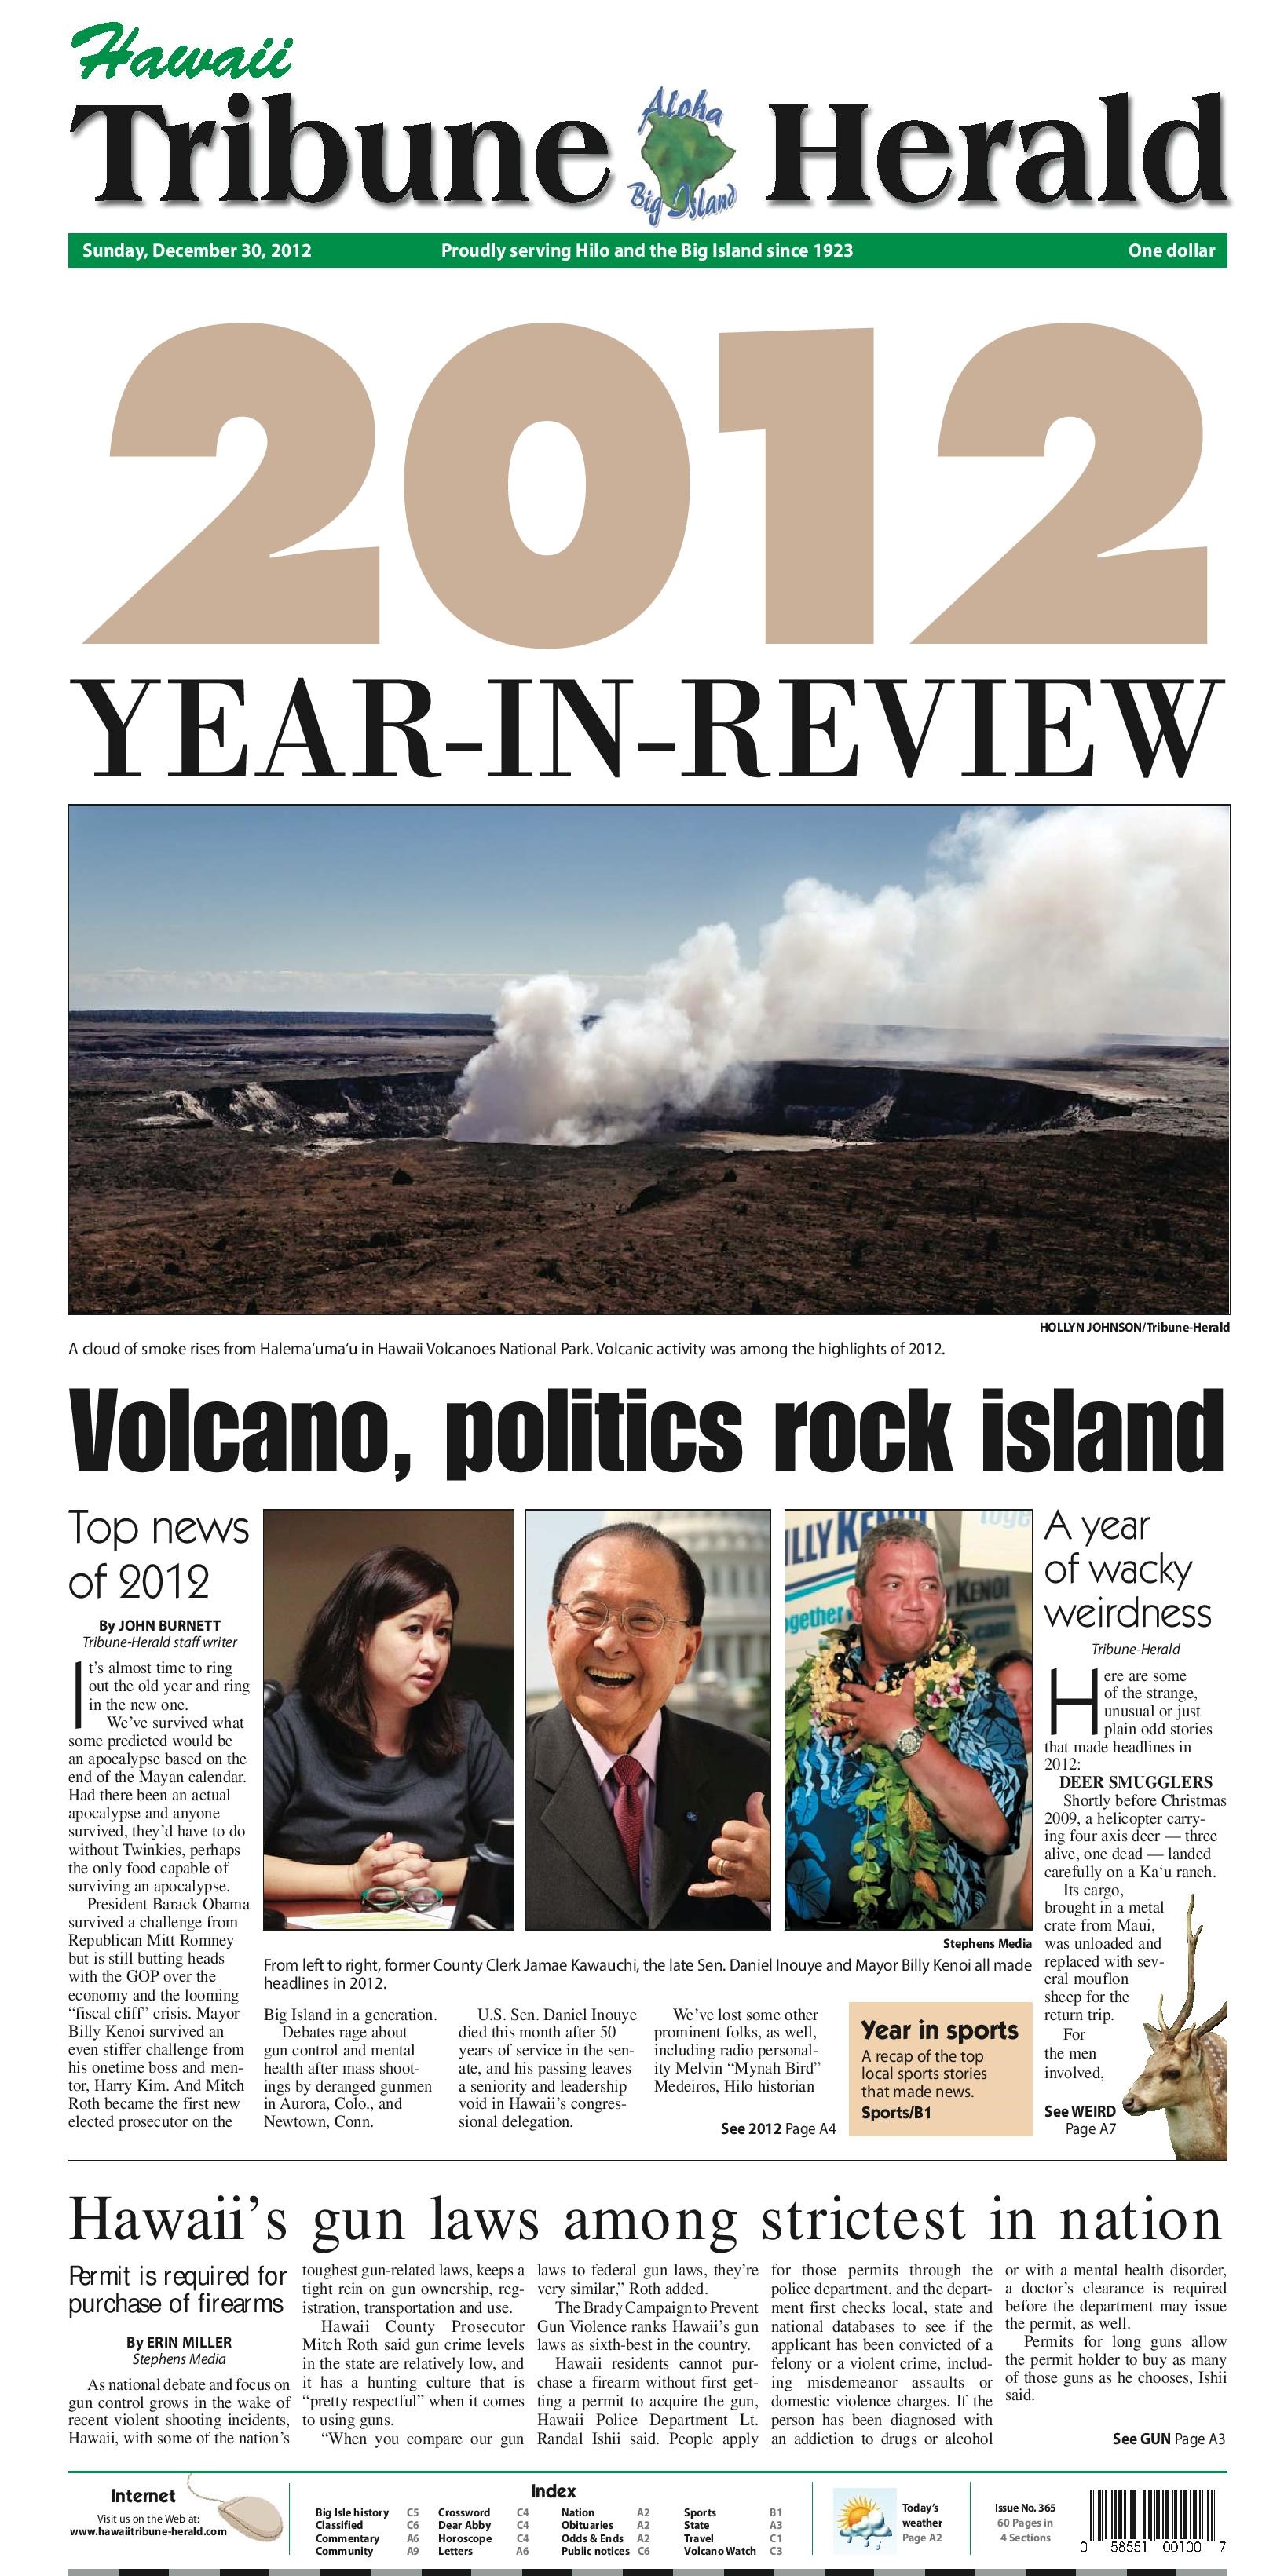 Hawaii
Tribune Herald
Aloha
Big Island
Sunday, December 30, 2012
Proudly serving Hilo and the Big Island since 1923
One dollar
2012
YEAR-IN-REVIEW
HOLLYN JOHNSON/Tribune-Herald
A cloud of smoke rises from Halema‘uma‘u in Hawaii Volcanoes National Park. Volcanic activity was among the highlights of 2012.
Volcano, politics rock island
Top news
of 2012
By JOHN BURNETT
Tribune-Herald staff writer
It’s almost time to ring
out the old year and ring
in the new one.
We’ve survived what
some predicted would be
an apocalypse based on the
end of the Mayan calendar.
Had there been an actual
apocalypse and anyone
survived, they’d have to do
without Twinkies, perhaps
the only food capable of
surviving an apocalypse.
President Barack Obama
survived a challenge from
Republican Mitt Romney
but is still butting heads
with the GOP over the
economy and the looming
“fiscal cliff” crisis. Mayor
Billy Kenoi survived an
even stiffer challenge from
his onetime boss and men-
tor, Harry Kim. And Mitch
Roth became the first new
elected prosecutor on the
ILLY KENOI
toge
KENOI
ogether
.com
Stephens Media
From left to right, former County Clerk Jamae Kawauchi, the late Sen. Daniel Inouye and Mayor Billy Kenoi all made
headlines in 2012.
Big Island in a generation.
Debates rage about
gun control and mental
health after mass shoot-
ings by deranged gunmen
in Aurora, Colo., and
Newtown, Conn.
U.S. Sen. Daniel Inouye
died this month after 50
years of service in the sen-
ate, and his passing leaves
a seniority and leadership
void in Hawaii’s congres-
sional delegation.
We’ve lost some other
prominent folks, as well,
including radio personal-
ity Melvin “Mynah Bird”
Medeiros, Hilo historian
See 2012 Page A4
Year in sports
A recap of the top
local sports stories
that made news.
Sports/B1
A year
of wacky
weirdness
Tribune-Herald
Here are some
of the strange,
unusual or just
plain odd stories
that made headlines in
2012:
DEER SMUGGLERS
Shortly before Christmas
2009, a helicopter carry-
ing four axis deer — three
alive, one dead — landed
carefully on a Ka‘u ranch.
Its cargo,
brought in a metal
crate from Maui,
was unloaded and
replaced with sev-
eral mouflon
sheep for the
return trip.
For
the men
involved,
See WEIRD
Page A7
Hawaii’s gun laws among strictest in nation
Permit is required for
purchase of firearms
By ERIN MILLER
Stephens Media
As national debate and focus on
gun control grows in the wake of
recent violent shooting incidents,
Hawaii, with some of the nation’s
toughest gun-related laws, keeps a
tight rein on gun ownership, reg-
istration, transportation and use.
Hawaii County Prosecutor
Mitch Roth said gun crime levels
in the state are relatively low, and
it has a hunting culture that is
“pretty respectful” when it comes
to using guns.
“When you compare our gun
laws to federal gun laws, they’re
very similar,” Roth added.
The Brady Campaign to Prevent
Gun Violence ranks Hawaii’s gun
laws as sixth-best in the country.
Hawaii residents cannot pur-
chase a firearm without first get-
ting a permit to acquire the gun,
Hawaii Police Department Lt.
Randal Ishii said. People apply
for those permits through the
police department, and the depart-
ment first checks local, state and
national databases to see if the
applicant has been convicted of a
felony or a violent crime, includ-
ing misdemeanor assaults or
domestic violence charges. If the
person has been diagnosed with
an addiction to drugs or alcohol
or with a mental health disorder,
a doctor’s clearance is required
before the department may issue
the permit, as well.
Permits for long guns allow
the permit holder to buy as many
of those guns as he chooses, Ishii
said.
See GUN Page A3
Internet
Visit us on the Web at:
www.hawaiitribune-herald.com
Index
Big Isle history C5
Classified C6
Commentary A6
Community A9
Crossword C4
Dear Abby C4
Horoscope C4
Letters A6
Nation A2
Obituaries A2
Odds & Ends A2
Public notices C6
Sports B1
State A3
Travel C1
Volcano Watch C3
Today’s
weather
Page A2
Issue No. 365
60 Pages in
4 Sections
0 58551 00100 7